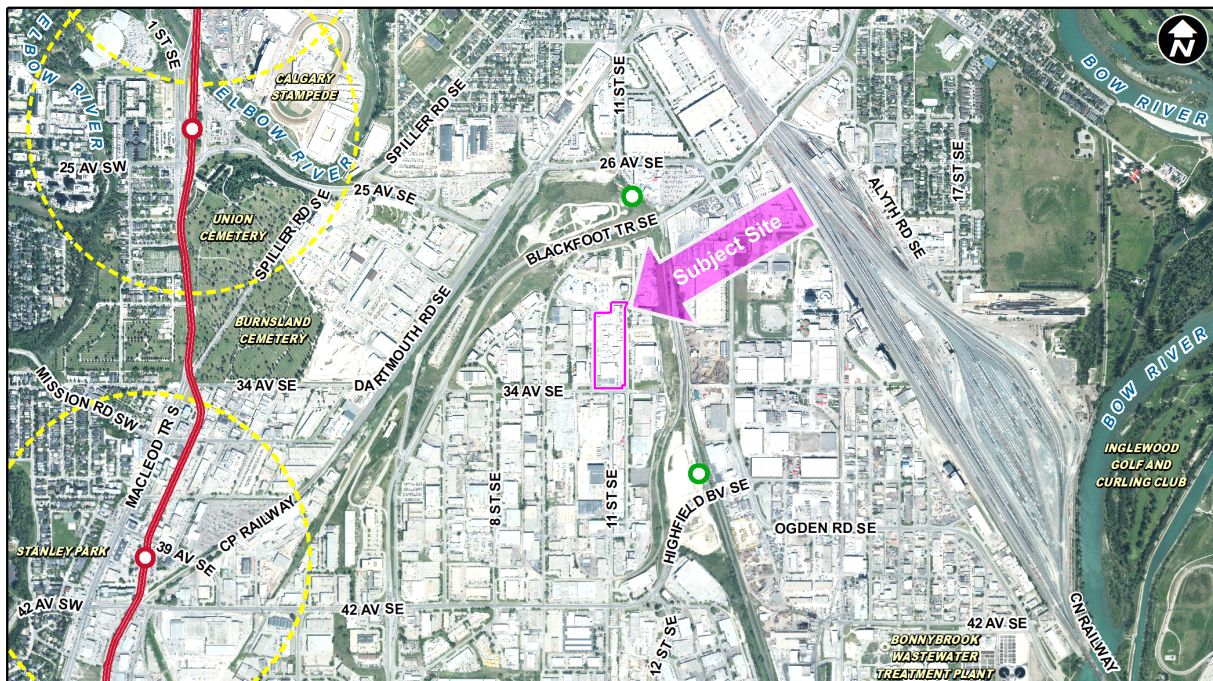 1 ST SE
ELBOW RIVER
CALGARY
STAMPEDE
ELBOW RIVER
SPILLER RD SE
11 ST SE
BOW RIVER
N
25 AV SW
26 AV SE
25 AV SE
17 ST SE
ALYTH RD SE
UNION
CEMETERY
SPILLER RD SE
BLACKFOOT TR SE
Subject Site
BURNSLAND
CEMETERY
DARTMOUTH RD SE
BOW RIVER
34 AV SE
34 AV SE
MISSION RD SW
MACLEOD TR S
INGLEWOOD
GOLF AND
CURLING CLUB
8 ST SE
11 ST SE
HIGHFIELD BV SE
OGDEN RD SE
CP RAILWAY
STANLEY PARK
39 AV SE
42 AV SW
42 AV SE
12 ST SE
42 AV SE
CN RAILWAY
BONNYBROOK
WASTEWATER
TREATMENT PLANT